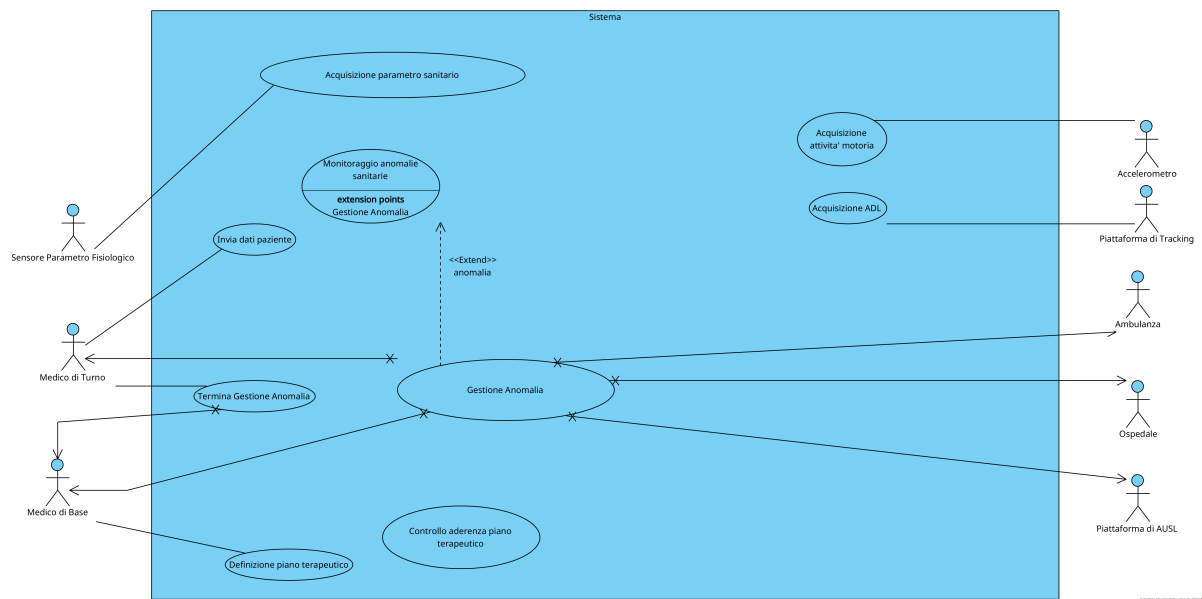 Sistema
Acquisizione parametro sanitario
Acquisizione
attivita' motoria
Accelerometro
Monitoraggio anomalie
sanitarie
extension points
Gestione Anomalia
Acquisizione ADL
Piattaforma di Tracking
Sensore Parametro Fisiologico
Invia dati paziente
<<Extend>>
anomalia
Ambulanza
Medico di Turno
Termina Gestione Anomalia
Gestione Anomalia
Ospedale
Medico di Base
Controllo aderenza piano
terapeutico
Piattaforma di AUSL
Definizione piano terapeutico